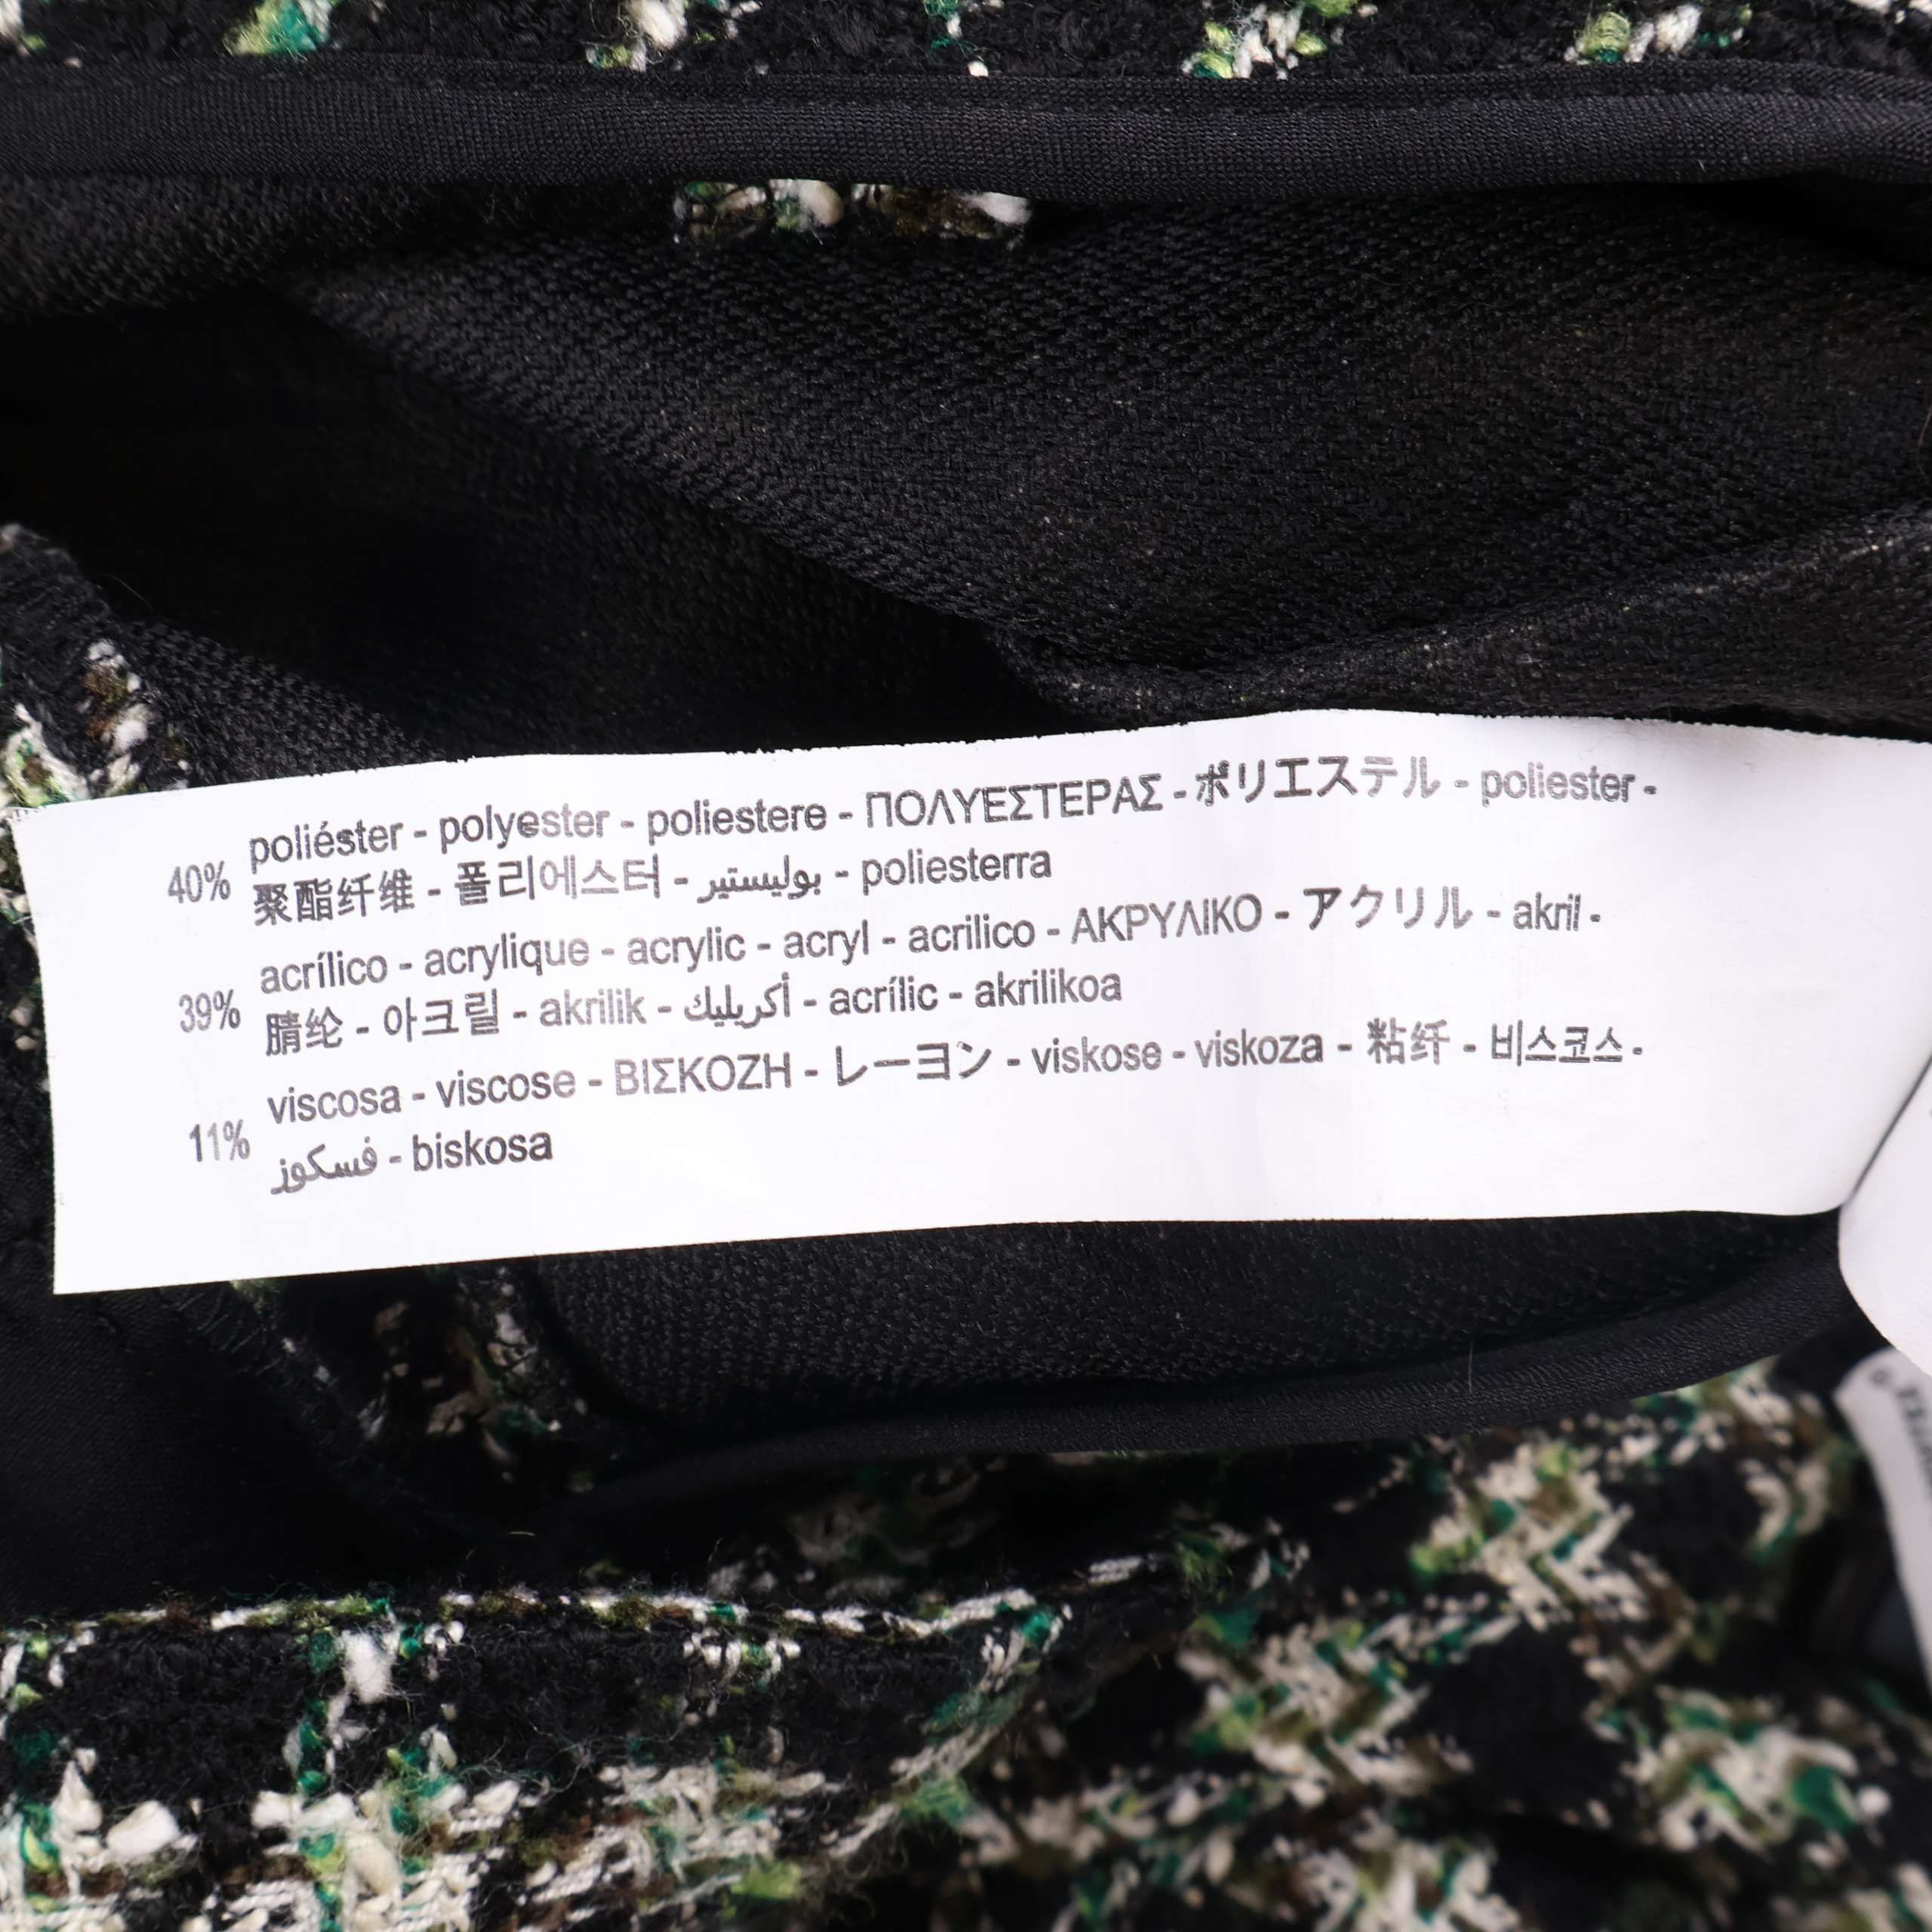 40% poliéster - polyester - poliestere - ΠΟΛΥΕΣΤΕΡΑΣ - ポリエステル - poliester -
聚酯纤维 - 폴리에스터 - بوليستير - poliesterra
39% acrílico - acrylique - acrylic - acryl - acrilico - ΑΚΡΥΛΙΚΟ - アクリル - akril -
腈纶 - 아크릴 - akrilik - أكريليك - acrílic - akrilikoa
11% viscosa - viscose - ΒΙΣΚΟΖΗ - レーヨン - viskose - viskoza - 粘纤 - 비스코스 -
فسكوز - biskosa